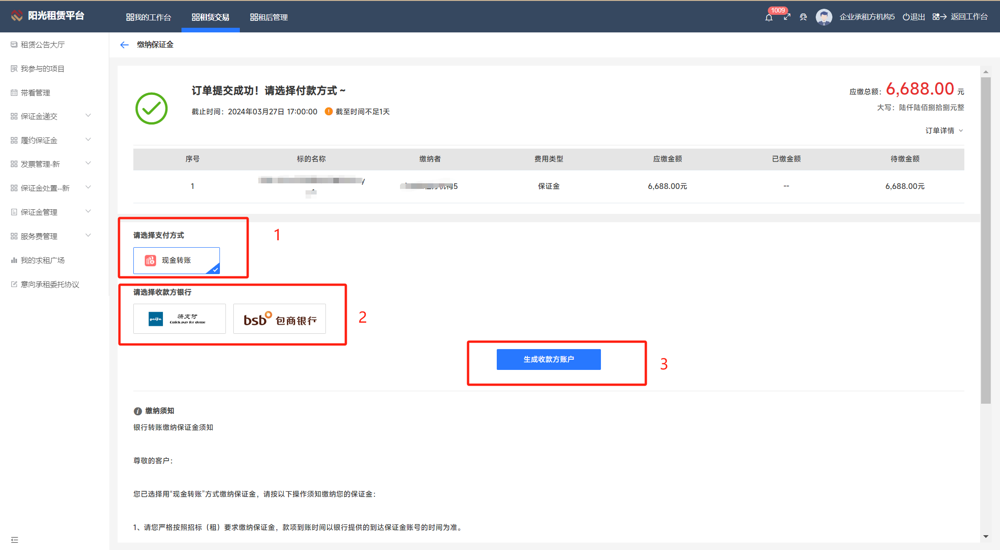 阳光租赁平台
我的工作台
租赁交易
租后管理
1009
企业承租方机构5
退出
返回工作台
租赁公告大厅
我参与的项目
带看管理
保证金递交
履约保证金
发票管理-新
保证金处置--新
保证金管理
服务费管理
我的求租广场
意向承租委托协议
缴纳保证金
订单提交成功！请选择付款方式 ~
截止时间：2024年03月27日 17:00:00 截至时间不足1天
应缴总额：6,688.00 元
大写：陆仟陆佰捌拾捌元整
订单详情
序号 标的名称 缴纳者 费用类型 应缴金额 已缴金额 待缴金额
1 y 机构5 保证金 6,688.00元 -- 6,688.00元
请选择支付方式
1
现金转账
请选择收款方银行
快支付
Quick pay for demo
bsb 包商银行
2
生成收款方账户
3
缴纳须知
银行转账缴纳保证金须知
尊敬的客户：
您已选择用“现金转账”方式缴纳保证金，请按以下操作须知缴纳您的保证金：
1、请您严格按照招标（租）要求缴纳保证金，款项到账时间以银行提供的到达保证金账号的时间为准。